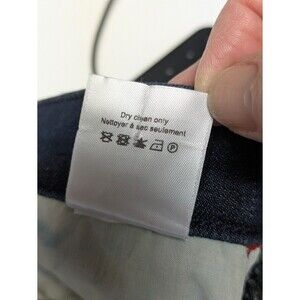 Dry clean only
Nettoyer à sec seulement
P